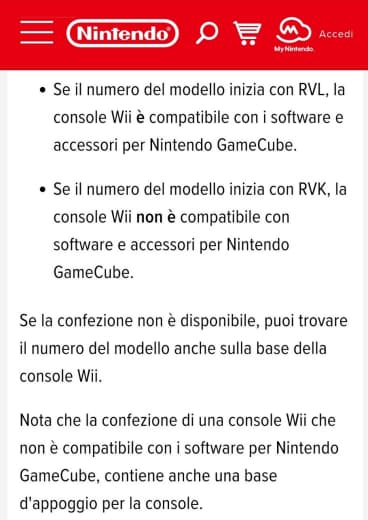 Nintendo
My Nintendo
Accedi
• Se il numero del modello inizia con RVL, la
console Wii è compatibile con i software e
accessori per Nintendo GameCube.
• Se il numero del modello inizia con RVK, la
console Wii non è compatibile con
software e accessori per Nintendo
GameCube.
Se la confezione non è disponibile, puoi trovare
il numero del modello anche sulla base della
console Wii.
Nota che la confezione di una console Wii che
non è compatibile con i software per Nintendo
GameCube, contiene anche una base
d'appoggio per la console.